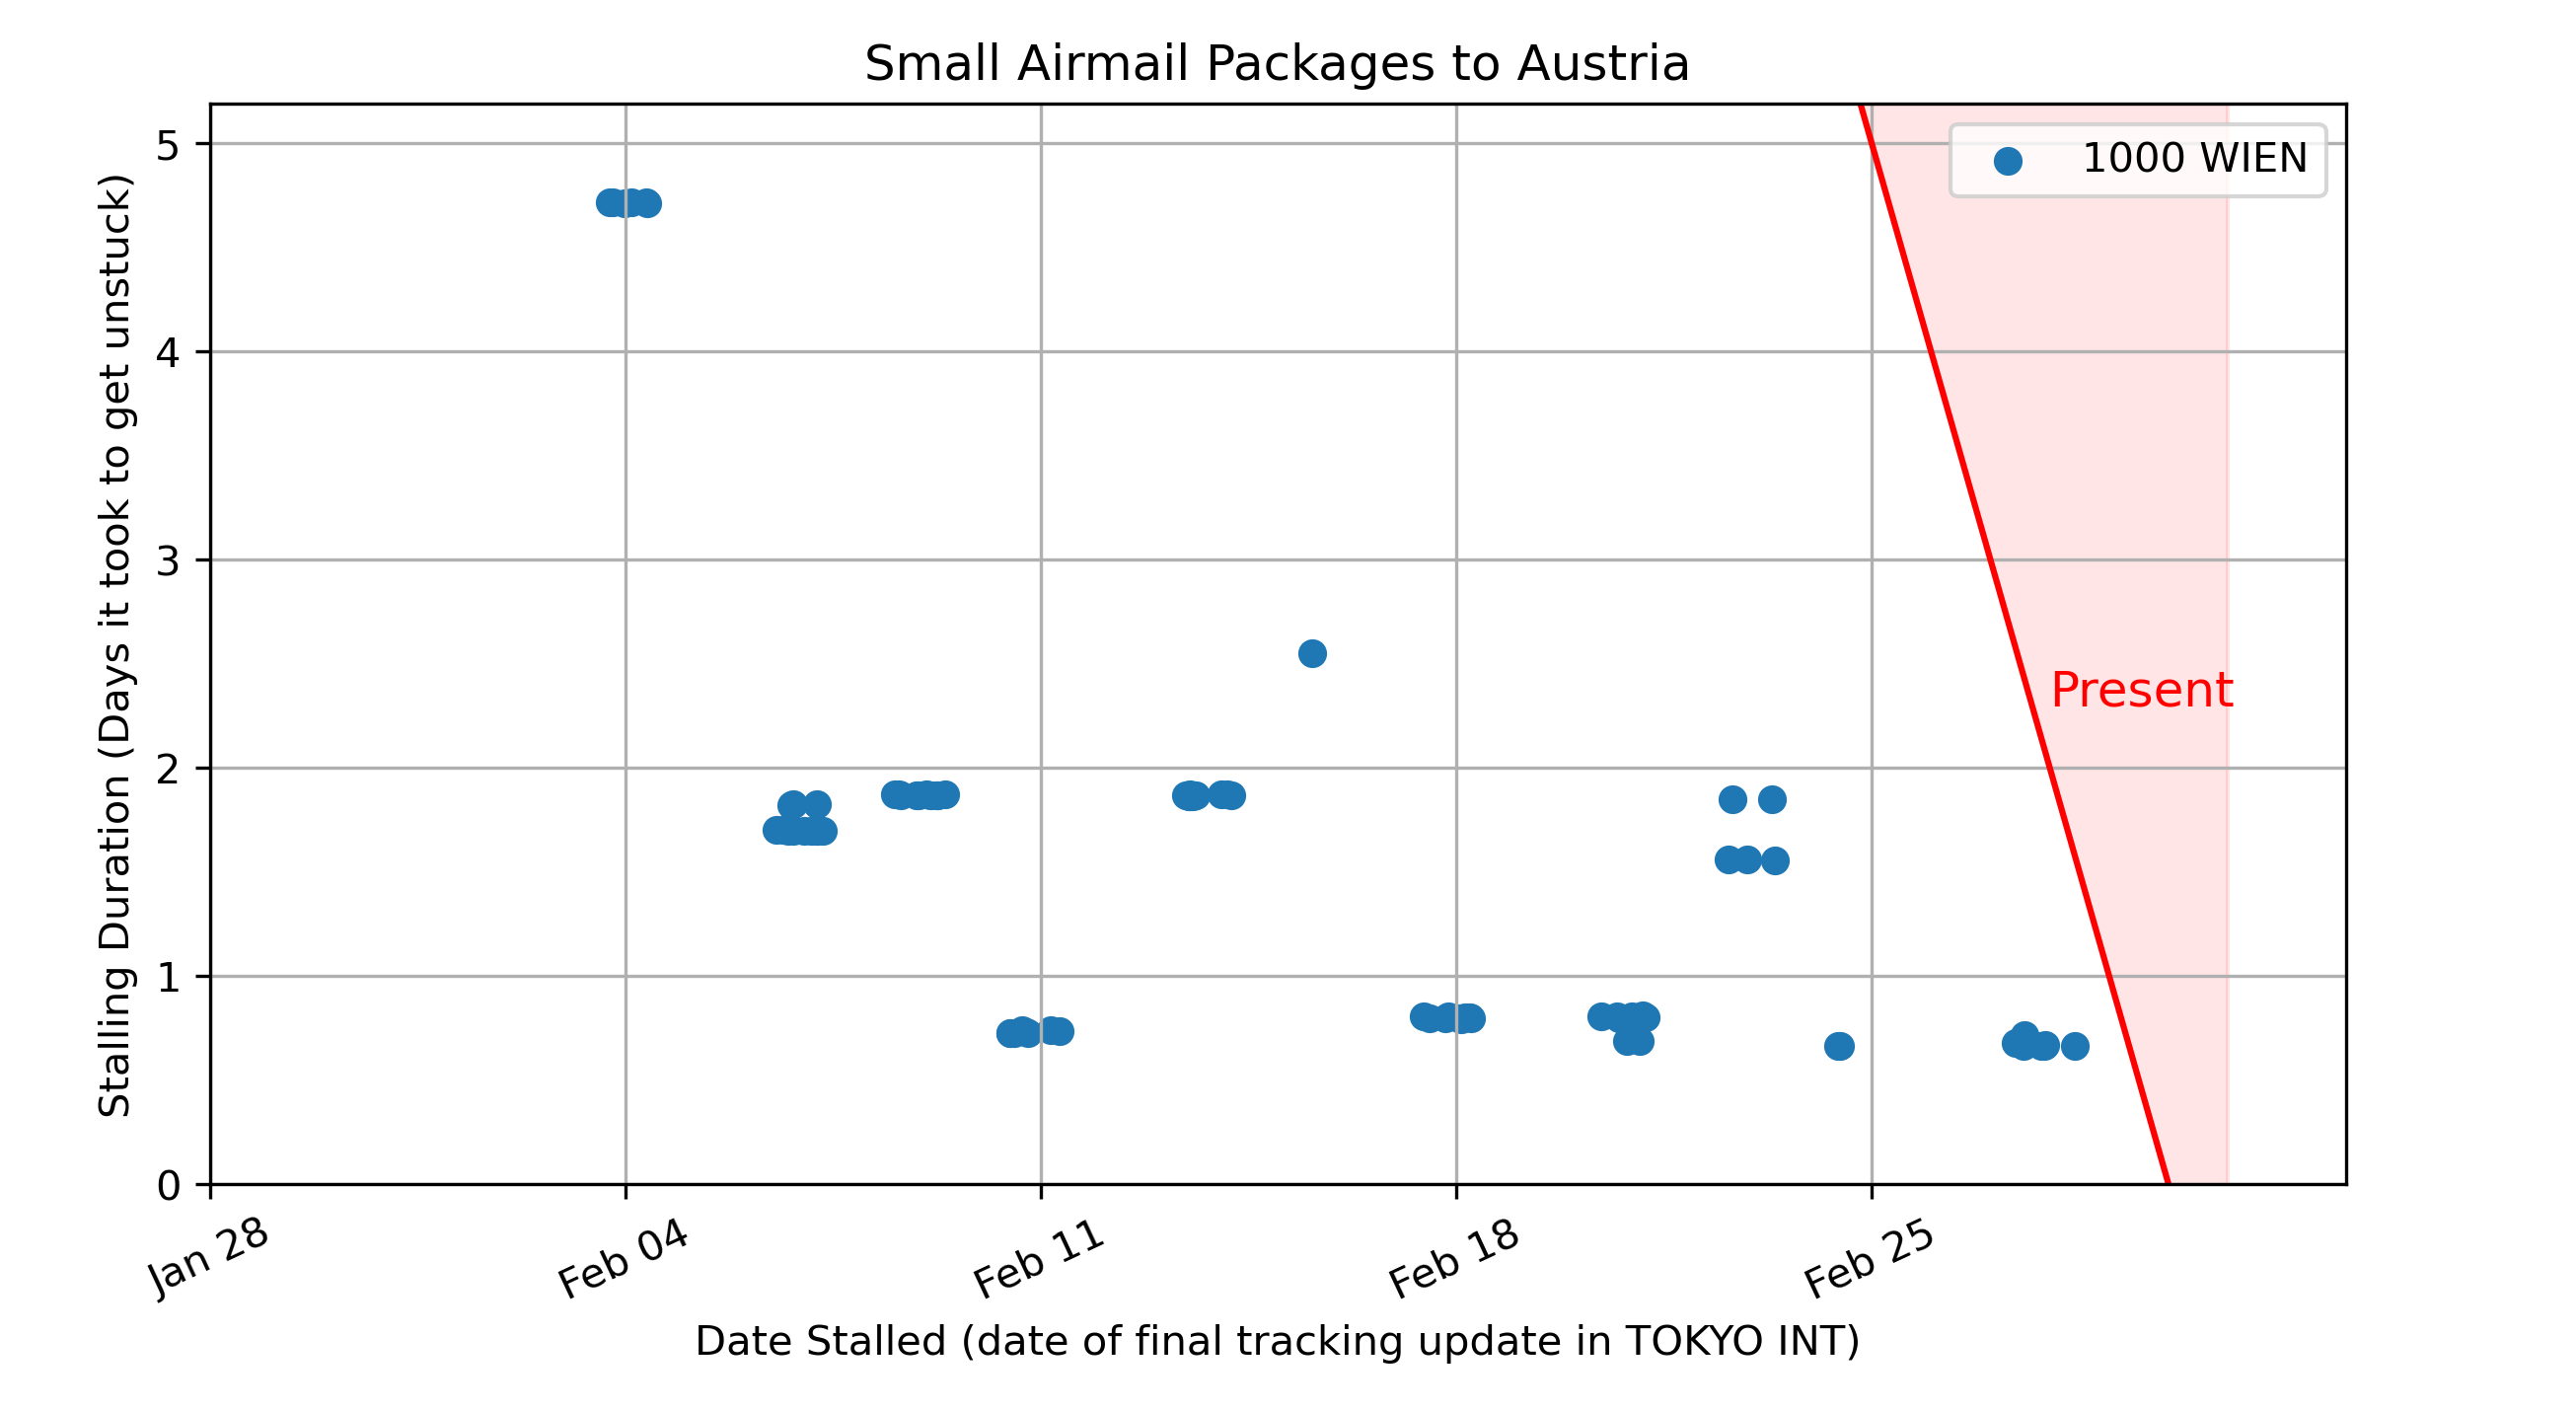 Small Airmail Packages to Austria
Stalling Duration (Days it took to get unstuck)
5
4
3
2
1
0
1000 WIEN
Present
Jan 28
Feb 04
Feb 11
Feb 18
Feb 25
Date Stalled (date of final tracking update in TOKYO INT)